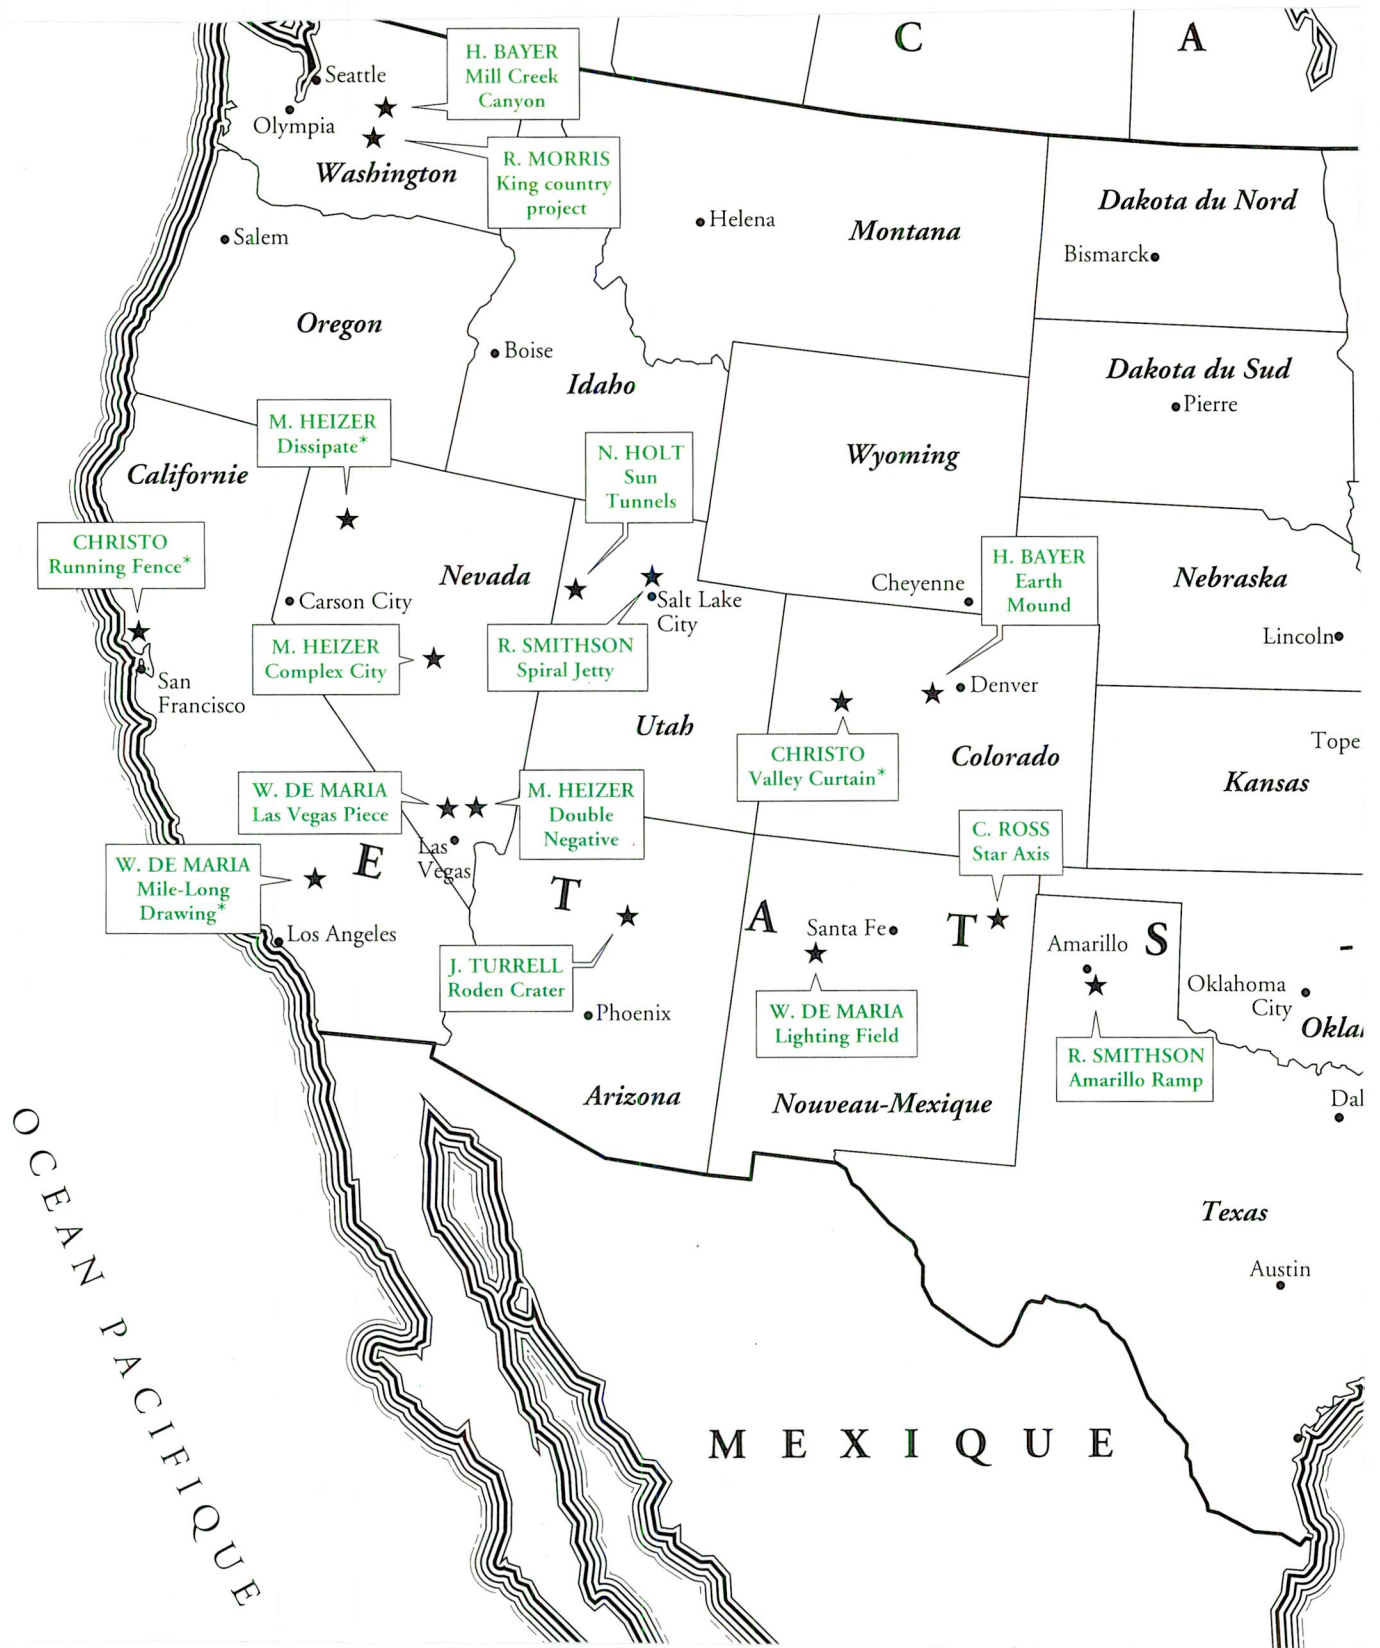 C A
H. BAYER
Mill Creek
Canyon
Seattle
Olympia
R. MORRIS
King country
project
Washington
Dakota du Nord
Helena
Montana
Salem
Bismarck
Oregon
Boise
Dakota du Sud
Idaho
Pierre
M. HEIZER
Dissipate*
N. HOLT
Sun
Tunnels
Wyoming
Californie
CHRISTO
Running Fence*
H. BAYER
Earth
Mound
Nevada
Cheyenne
Nebraska
Carson City
Salt Lake
City
Lincoln
M. HEIZER
Complex City
R. SMITHSON
Spiral Jetty
San
Francisco
Denver
Utah
CHRISTO
Valley Curtain*
Colorado
Tope
Kansas
W. DE MARIA
Las Vegas Piece
M. HEIZER
Double
Negative
C. ROSS
Star Axis
Las
Vegas
W. DE MARIA
Mile-Long
Drawing*
E T A T S -
Los Angeles
Santa Fe
Amarillo
J. TURRELL
Roden Crater
Oklahoma
City
W. DE MARIA
Lighting Field
Phoenix
Okla
R. SMITHSON
Amarillo Ramp
Arizona
Nouveau-Mexique
Dal
OCEAN PACIFIQUE
Texas
Austin
MEXIQUE